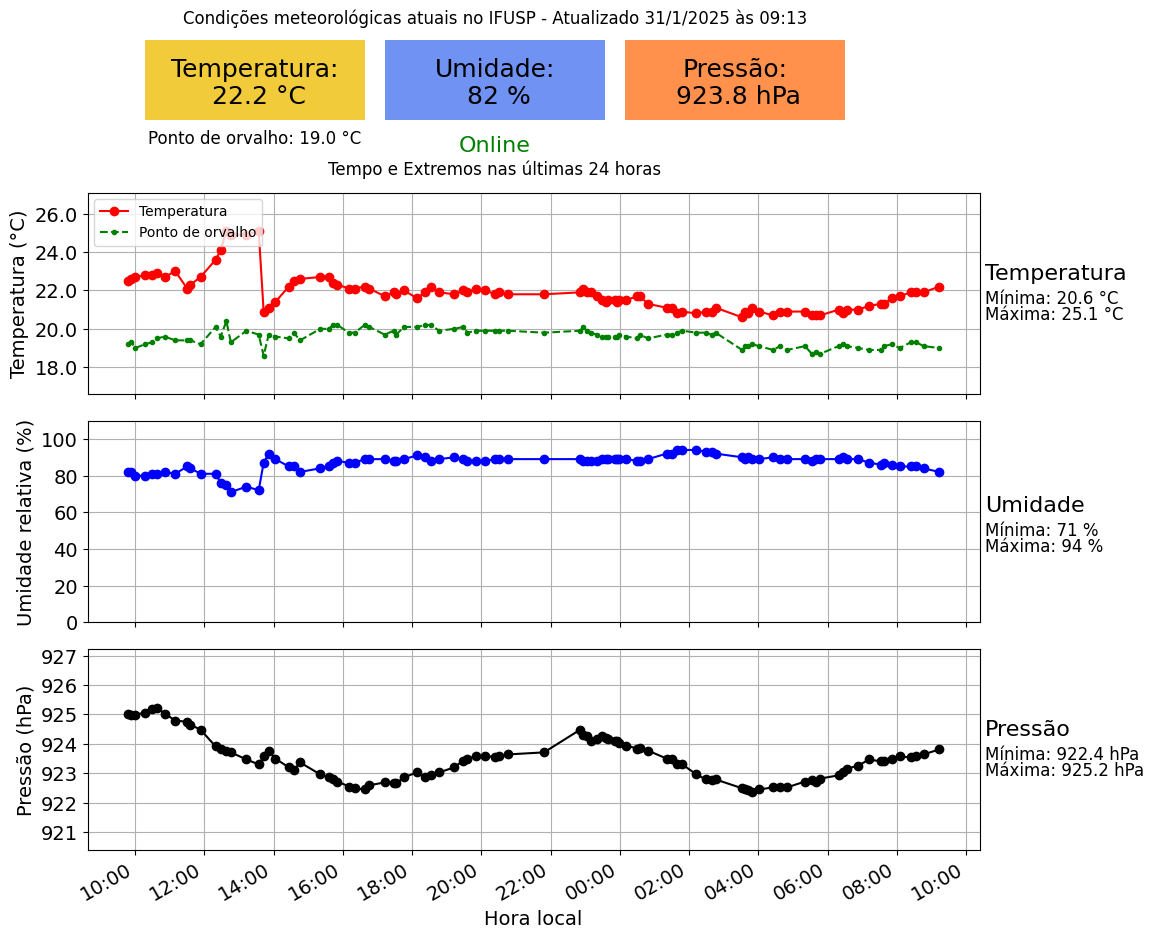 Condições meteorológicas atuais no IFUSP - Atualizado 31/1/2025 às 09:13
Temperatura:
22.2 °C
Umidade:
82 %
Pressão:
923.8 hPa
Ponto de orvalho: 19.0 °C
Online
Tempo e Extremos nas últimas 24 horas
Temperatura (°C)
26.0
24.0
22.0
20.0
18.0
Temperatura
Ponto de orvalho
Temperatura
Mínima: 20.6 °C
Máxima: 25.1 °C
Umidade relativa (%)
100
80
60
40
20
0
Umidade
Mínima: 71 %
Máxima: 94 %
Pressão (hPa)
927
926
925
924
923
922
921
Pressão
Mínima: 922.4 hPa
Máxima: 925.2 hPa
10:00 12:00 14:00 16:00 18:00 20:00 22:00 00:00 02:00 04:00 06:00 08:00 10:00
Hora local